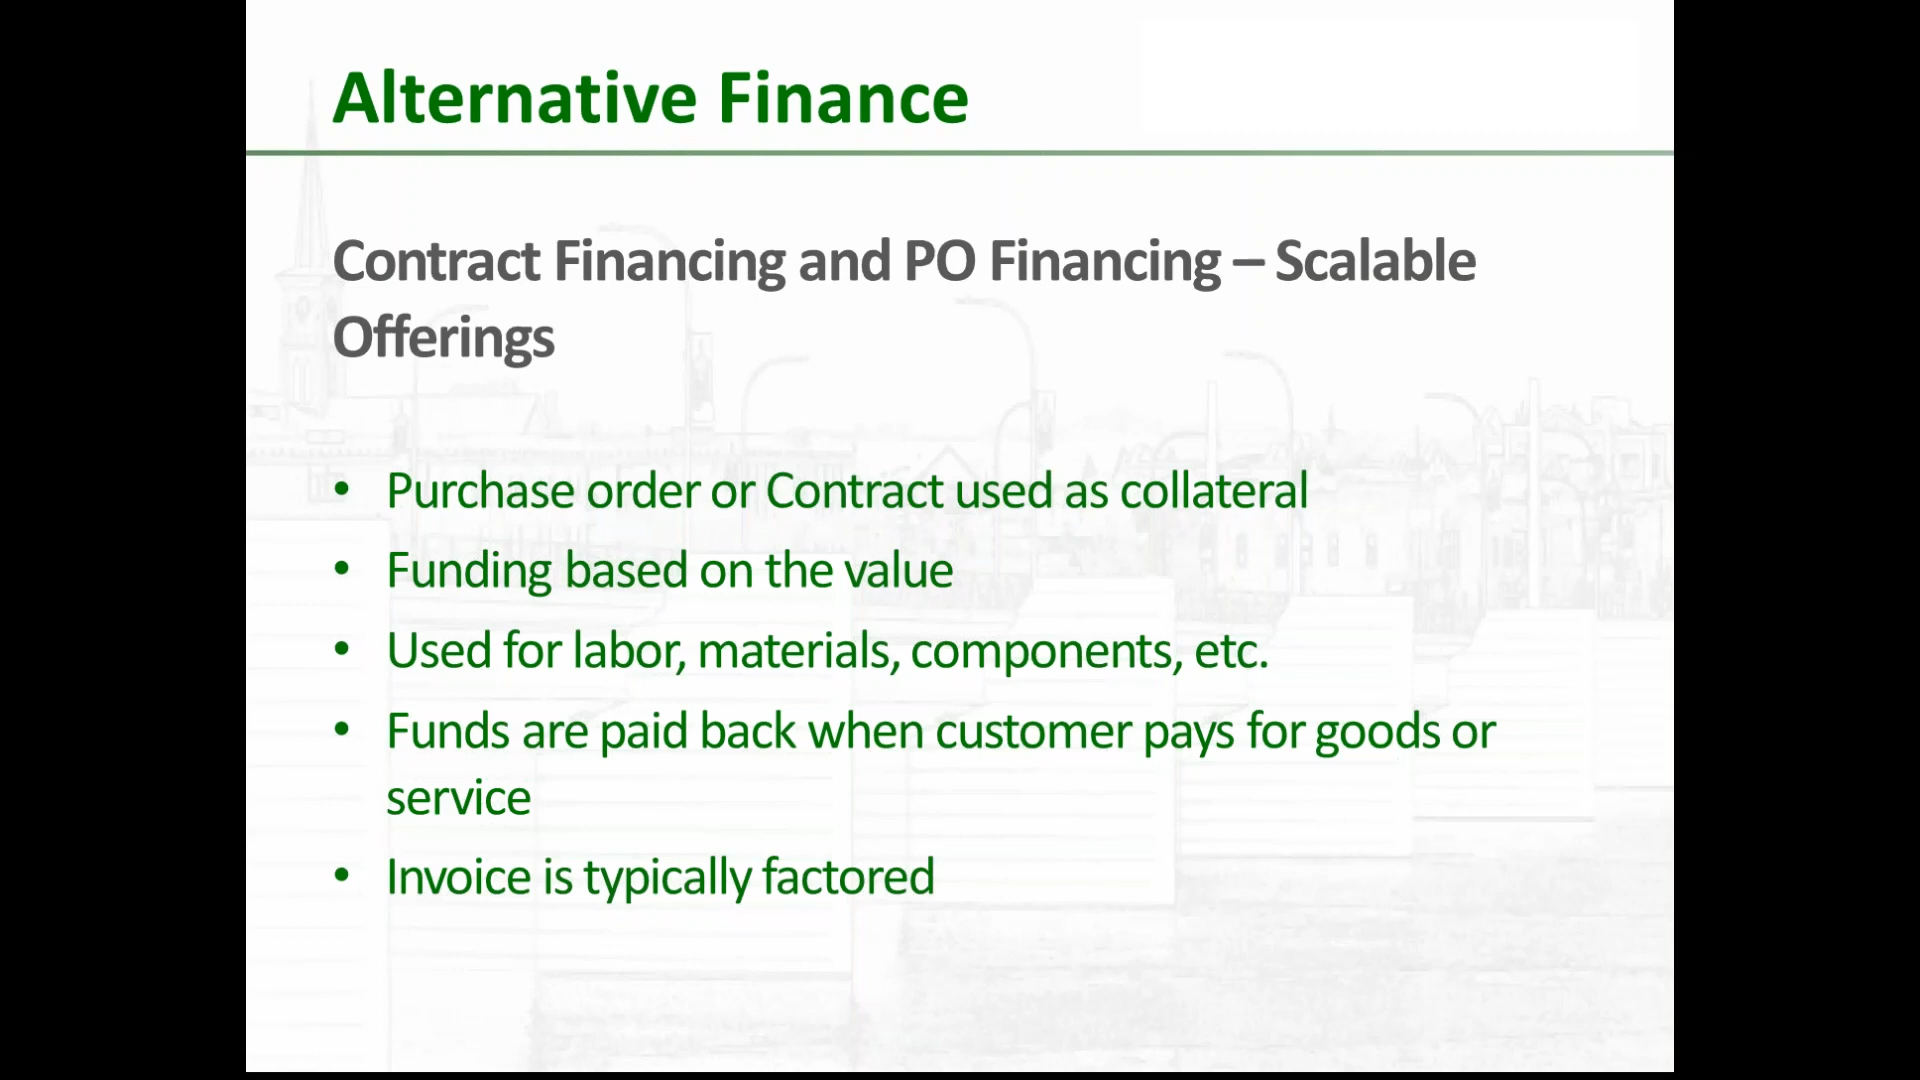 Alternative Finance
Contract Financing and PO Financing – Scalable
Offerings
• Purchase order or Contract used as collateral
• Funding based on the value
• Used for labor, materials, components, etc.
• Funds are paid back when customer pays for goods or
service
• Invoice is typically factored